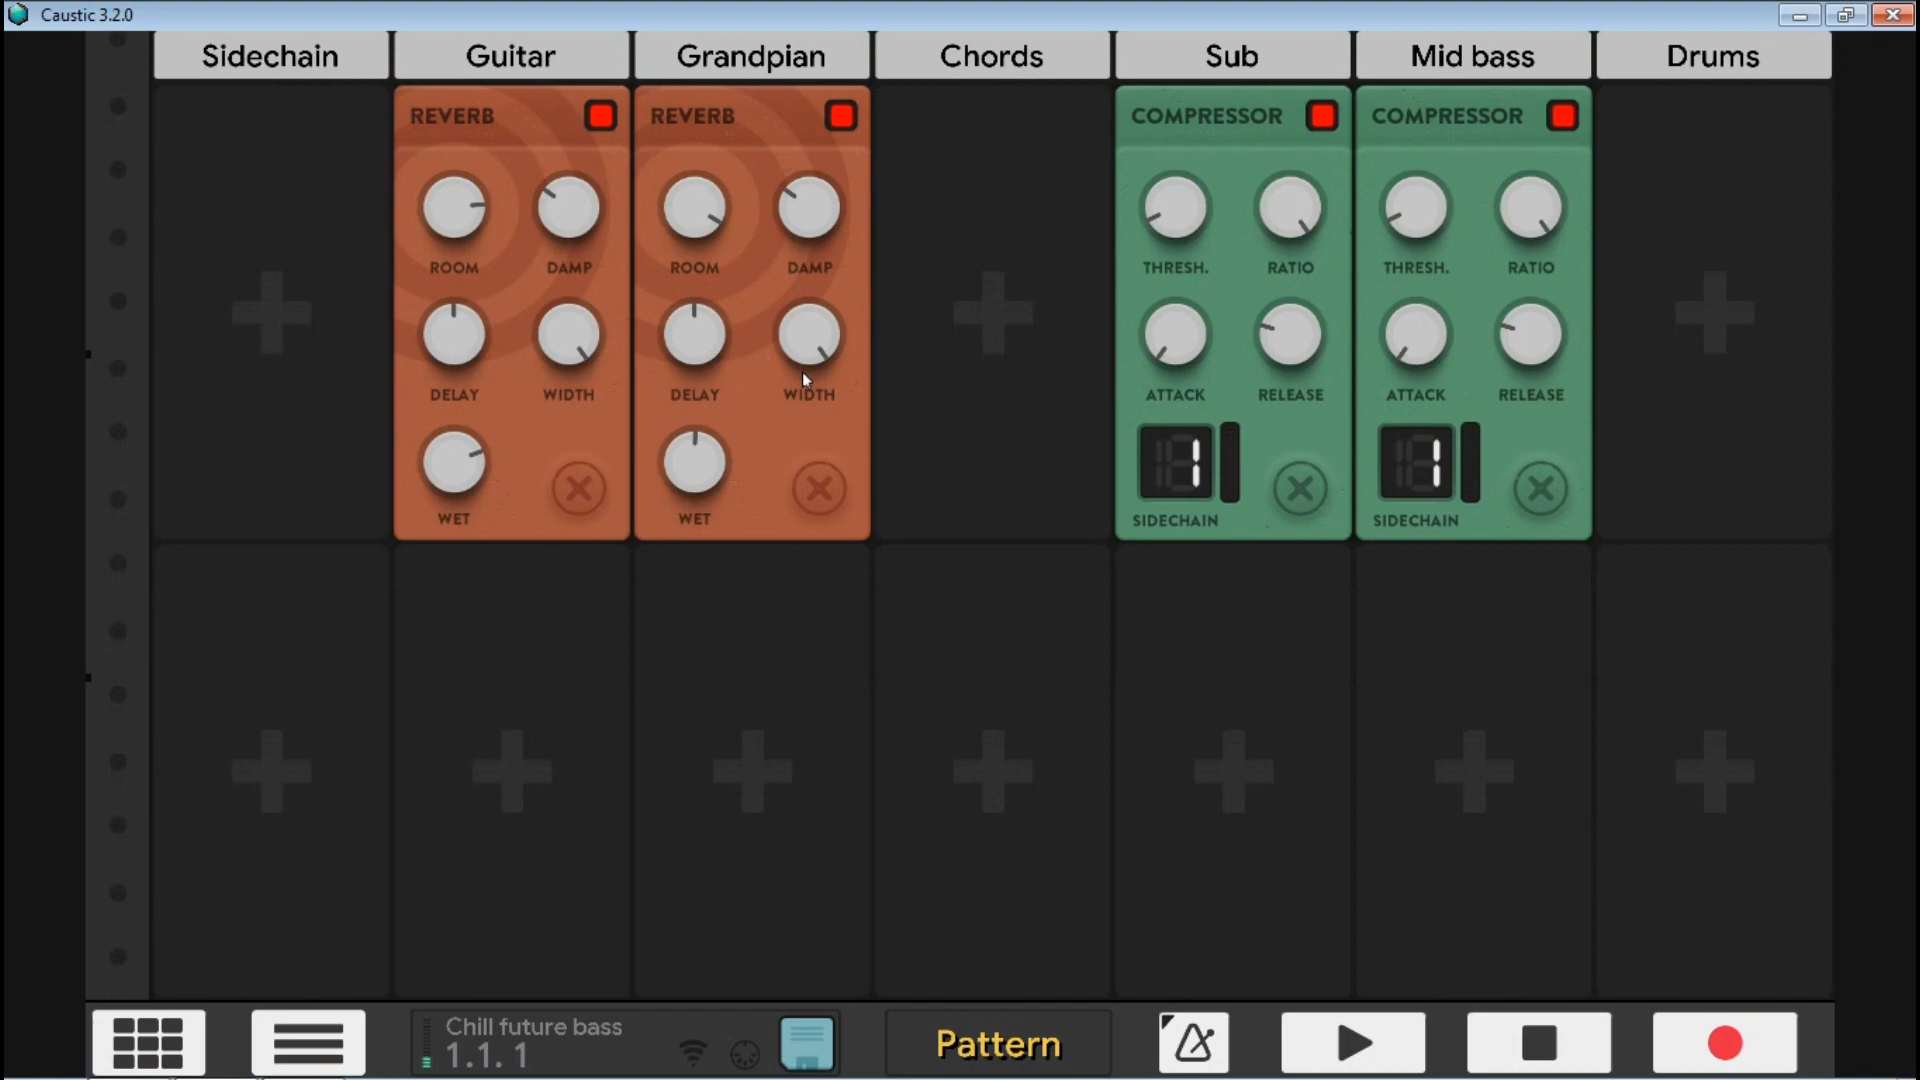 Caustic 3.2.0
Sidechain Guitar Grandpian Chords Sub Mid bass Drums
REVERB REVERB COMPRESSOR COMPRESSOR
ROOM DAMP ROOM DAMP THRESH. RATIO THRESH. RATIO
DELAY WIDTH DELAY WIDTH ATTACK RELEASE ATTACK RELEASE
1 1
WET WET SIDECHAIN SIDECHAIN
Chill future bass
1.1. 1
Pattern